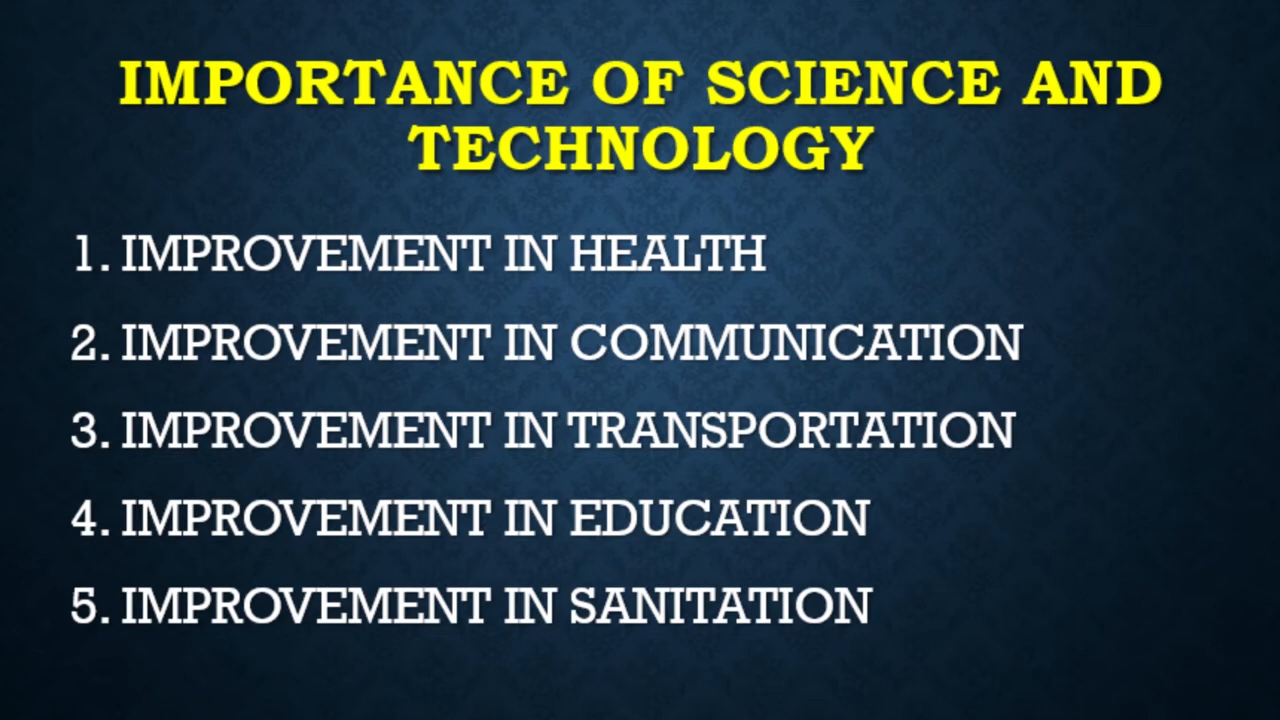 IMPORTANCE OF SCIENCE AND
TECHNOLOGY
1. IMPROVEMENT IN HEALTH
2. IMPROVEMENT IN COMMUNICATION
3. IMPROVEMENT IN TRANSPORTATION
4. IMPROVEMENT IN EDUCATION
5. IMPROVEMENT IN SANITATION